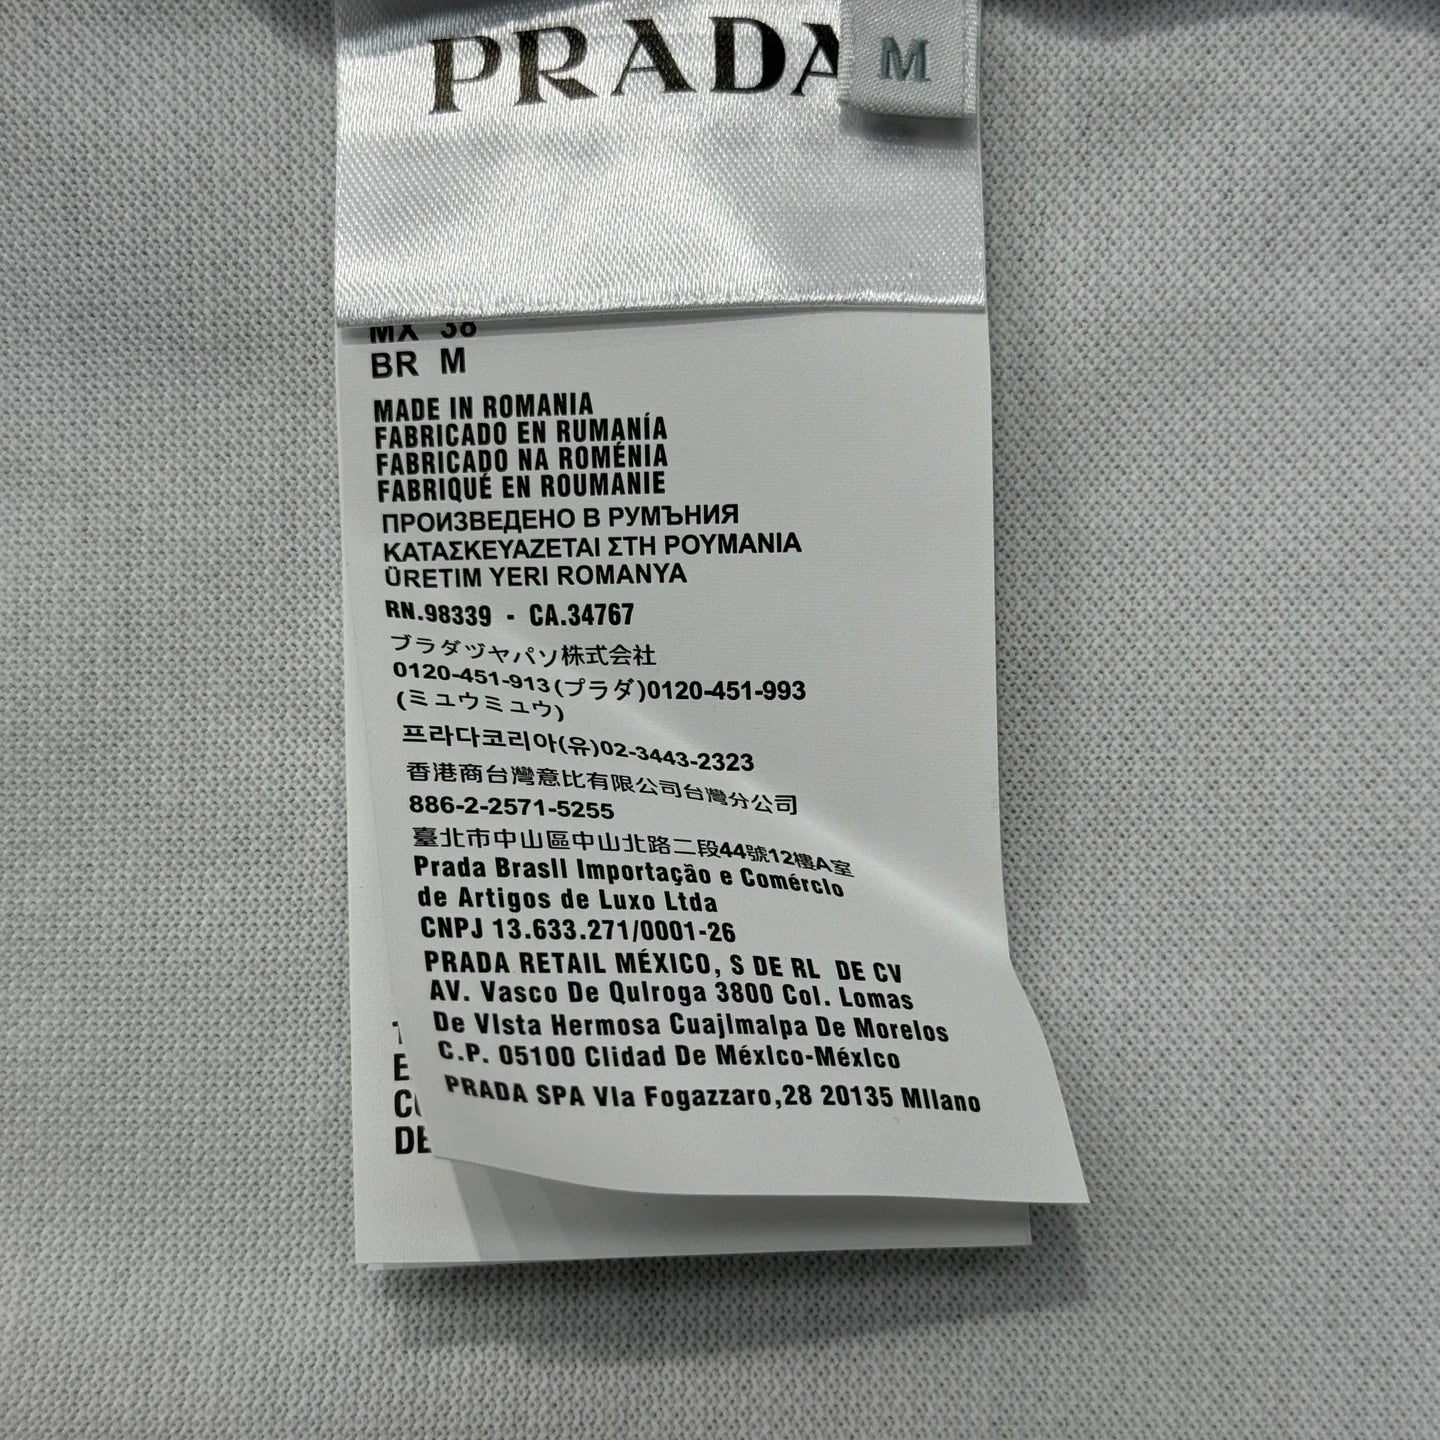 PRADA
M
MX 38
BR M
MADE IN ROMANIA
FABRICADO EN RUMANÍA
FABRICADO NA ROMÉNIA
FABRIQUÉ EN ROUMANIE
ПРОИЗВЕДЕНО В РУМЪНИЯ
ΚΑΤΑΣΚΕΥΑΖΕΤΑΙ ΣΤΗ ΡΟΥΜΑΝΙΑ
ÜRETIM YERI ROMANYA
RN.98339 - CA.34767
ブラダヅヤパソ株式会社
0120-451-913(プラダ)0120-451-993
(ミュウミュウ)
프라다코리아(유)02-3443-2323
香港商台灣意比有限公司台灣分公司
886-2-2571-5255
臺北市中山區中山北路二段44號12樓A室
Prada BrasIl Importação e ComércIo
de Artigos de Luxo Ltda
CNPJ 13.633.271/0001-26
PRADA RETAIL MÉXICO, S DE RL DE CV
AV. Vasco De QuIroga 3800 Col. Lomas
De VIsta Hermosa CuajImalpa De Morelos
C.P. 05100 CIidad De MéxIco-MéxIco
PRADA SPA VIa Fogazzaro,28 20135 MIlano